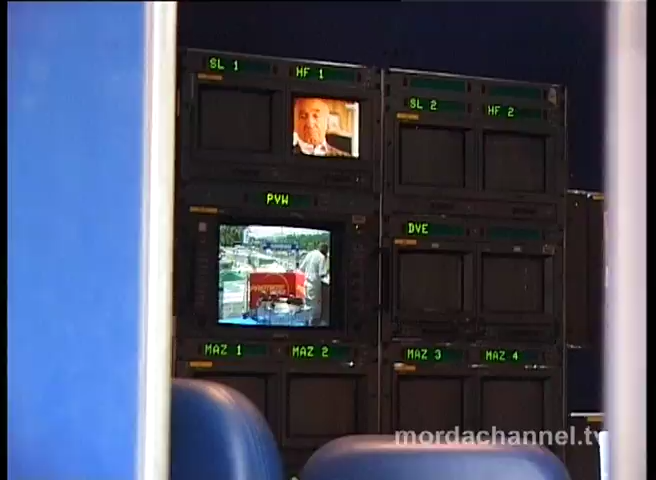 SL 1
HF 1
SL 2
HF 2
PVW
DVE
MAZ 1
MAZ 2
MAZ 3
MAZ 4
mordachannel.tv